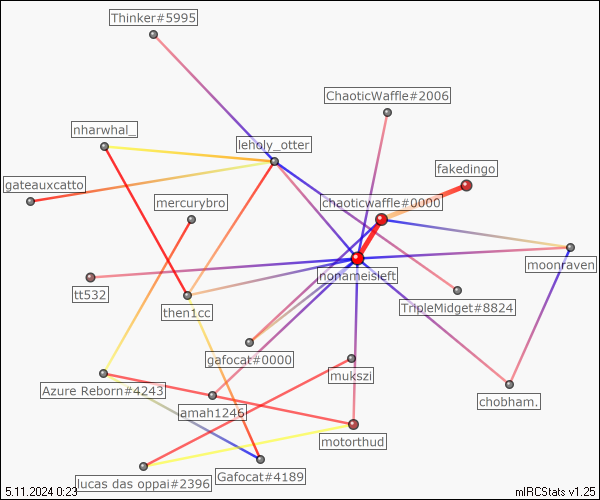 Thinker#5995
ChaoticWaffle#2006
nharwhal_
leholy_otter
fakedingo
gateauxcatto
mercurybro
chaoticwaffle#0000
moonraven
nonameisleft
tt532
then1cc
TripleMidget#8824
gafocat#0000
mukszi
Azure Reborn#4243
amah1246
chobham.
motorthud
lucas das oppai#2396
Gafocat#4189
5.11.2024 0:23
mIRCStats v1.25